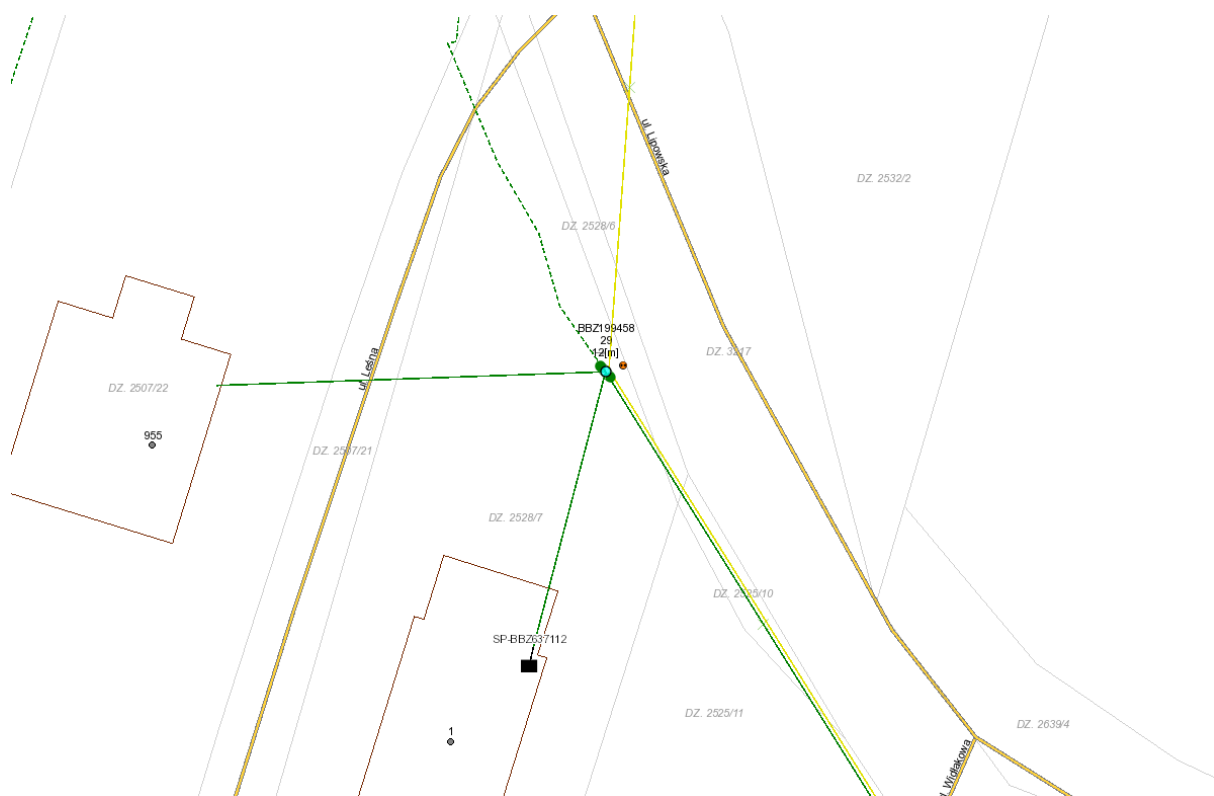 ul. Lipowska
DZ. 2532/2
DZ. 2528/6
BBZ199458
29
12[m]
DZ. 3217
ul. Leśna
DZ. 2507/22
955
DZ. 2507/21
DZ. 2528/7
DZ. 2525/10
SP-BBZ637112
DZ. 2525/11
DZ. 2639/4
1
d. Widłakowa